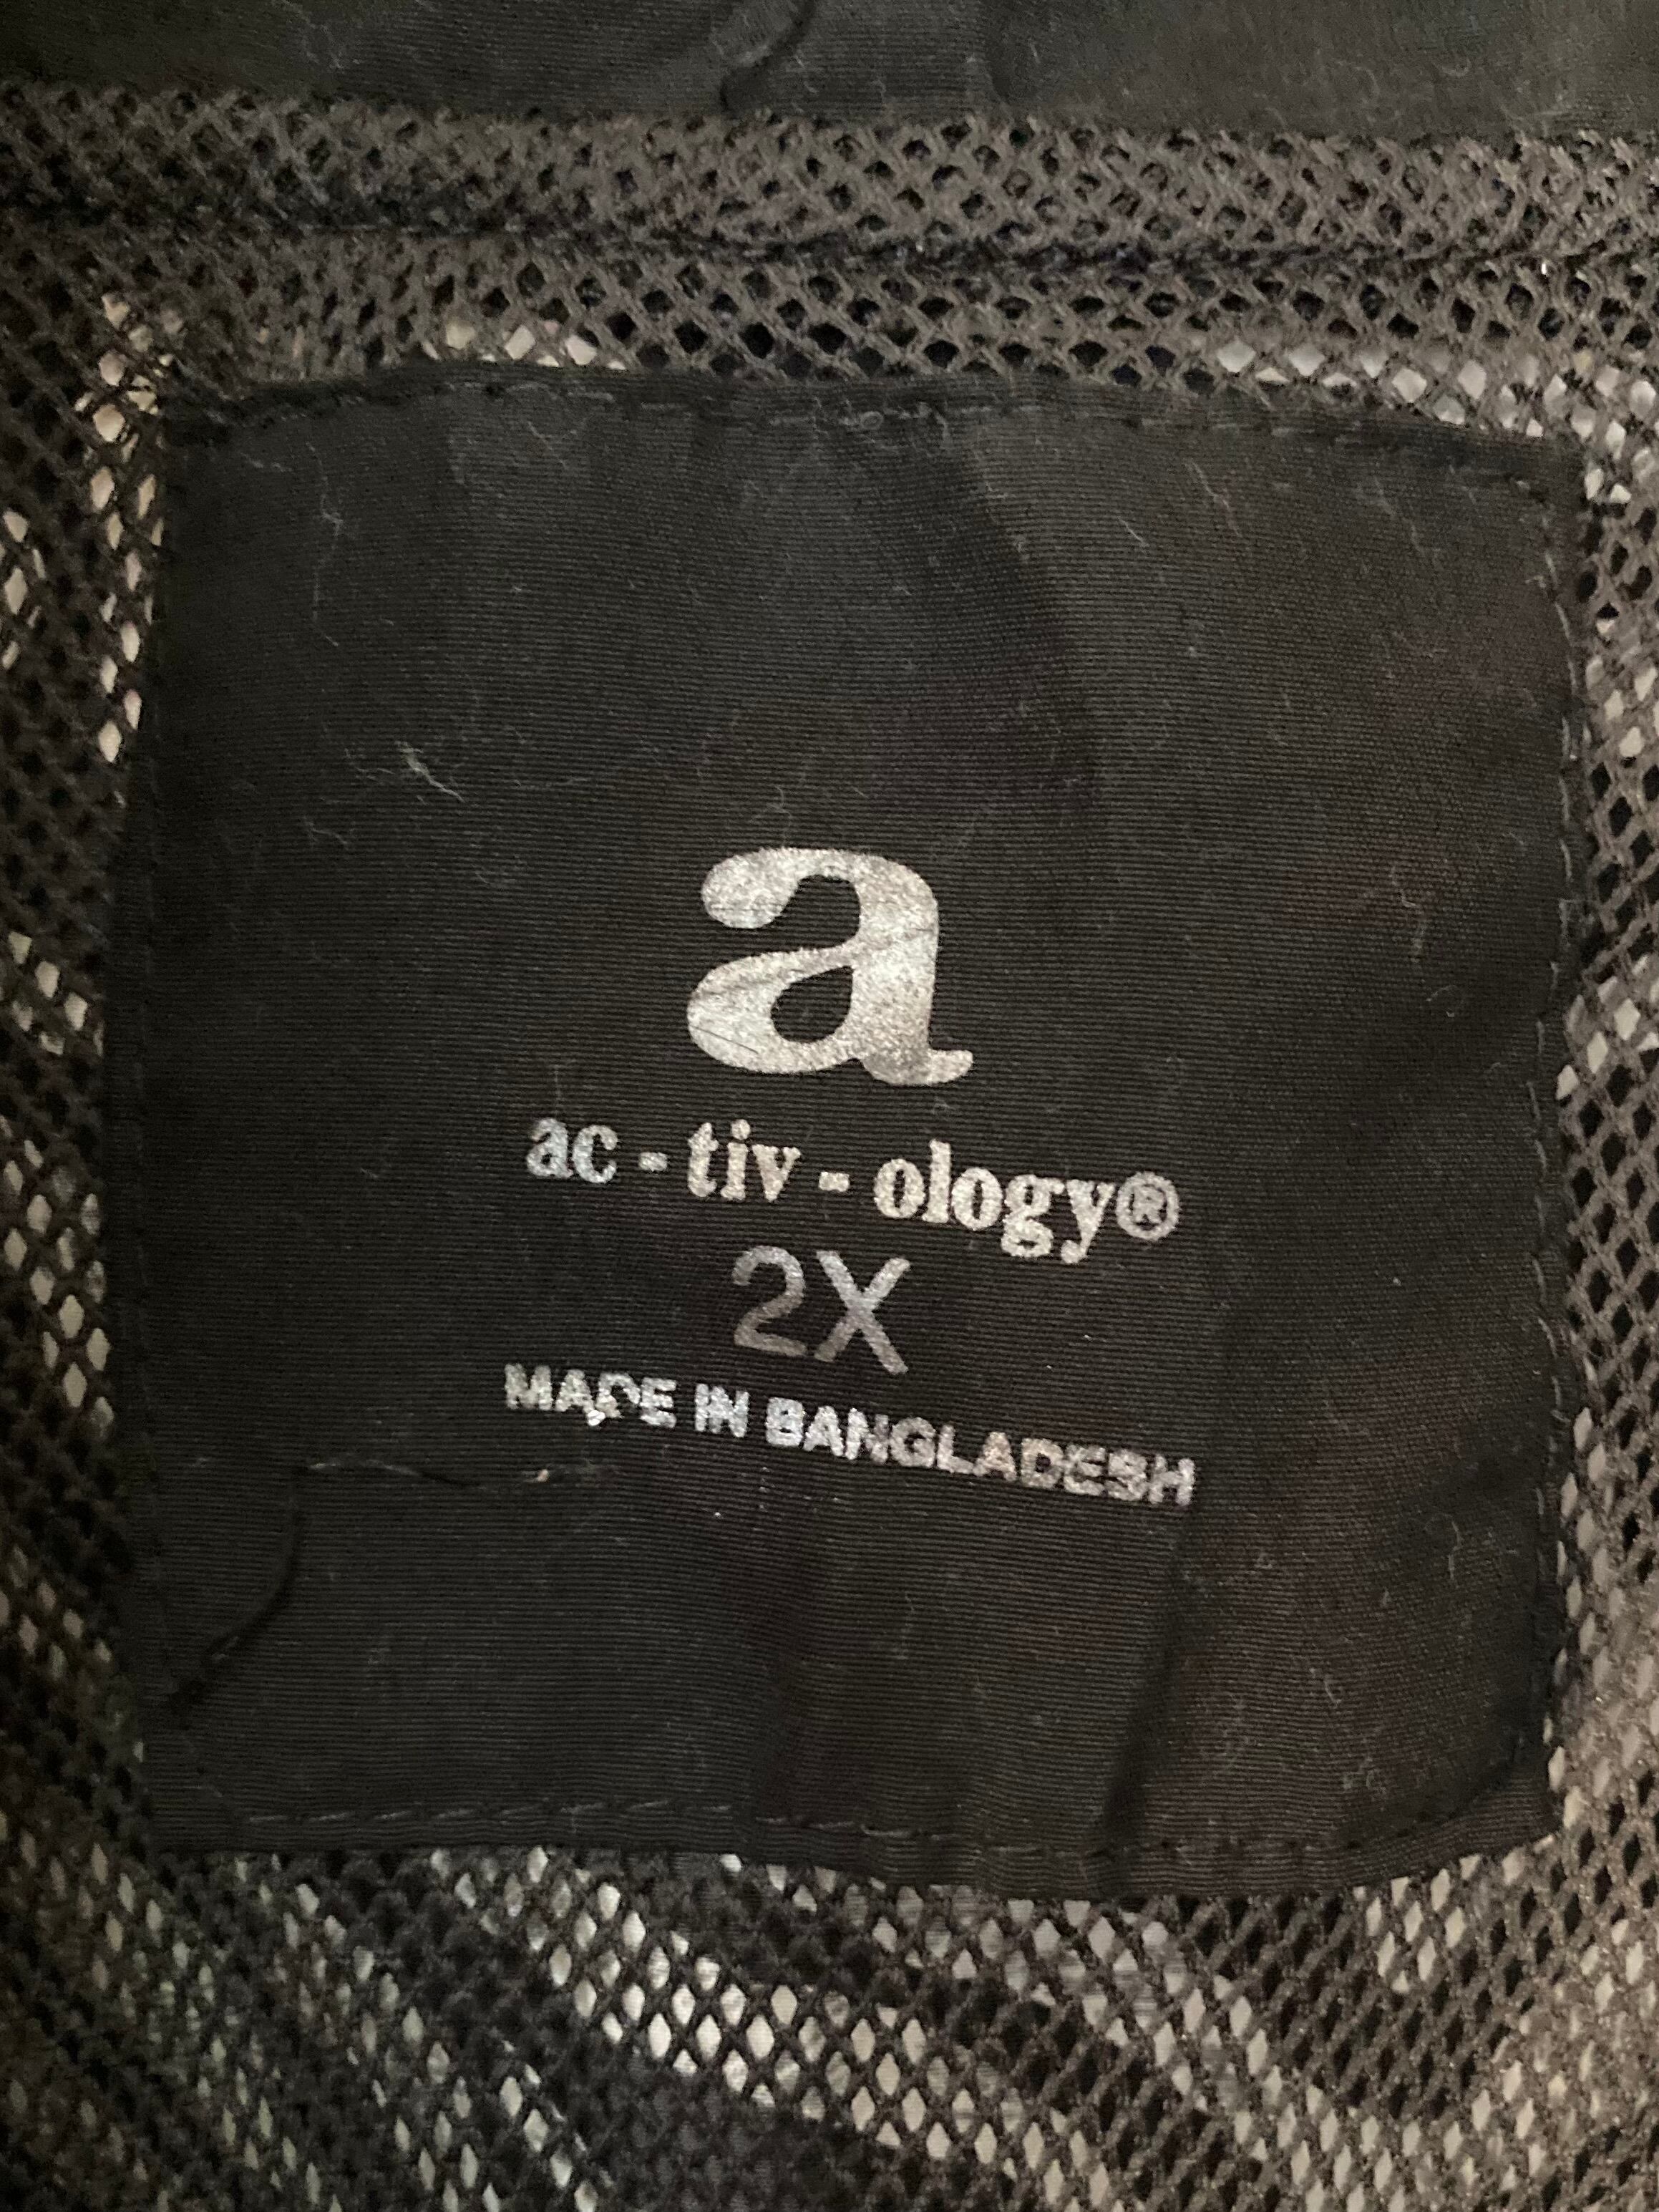 a
ac - tiv - ology®
2X
MADE IN BANGLADESH